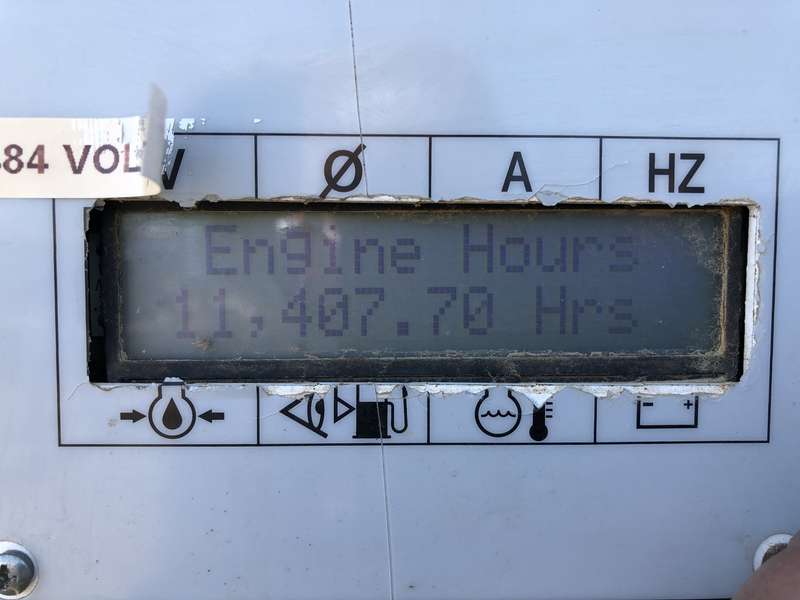 84 VOL
V Ø A HZ
Engine Hours
11,407.70 Hrs
- +